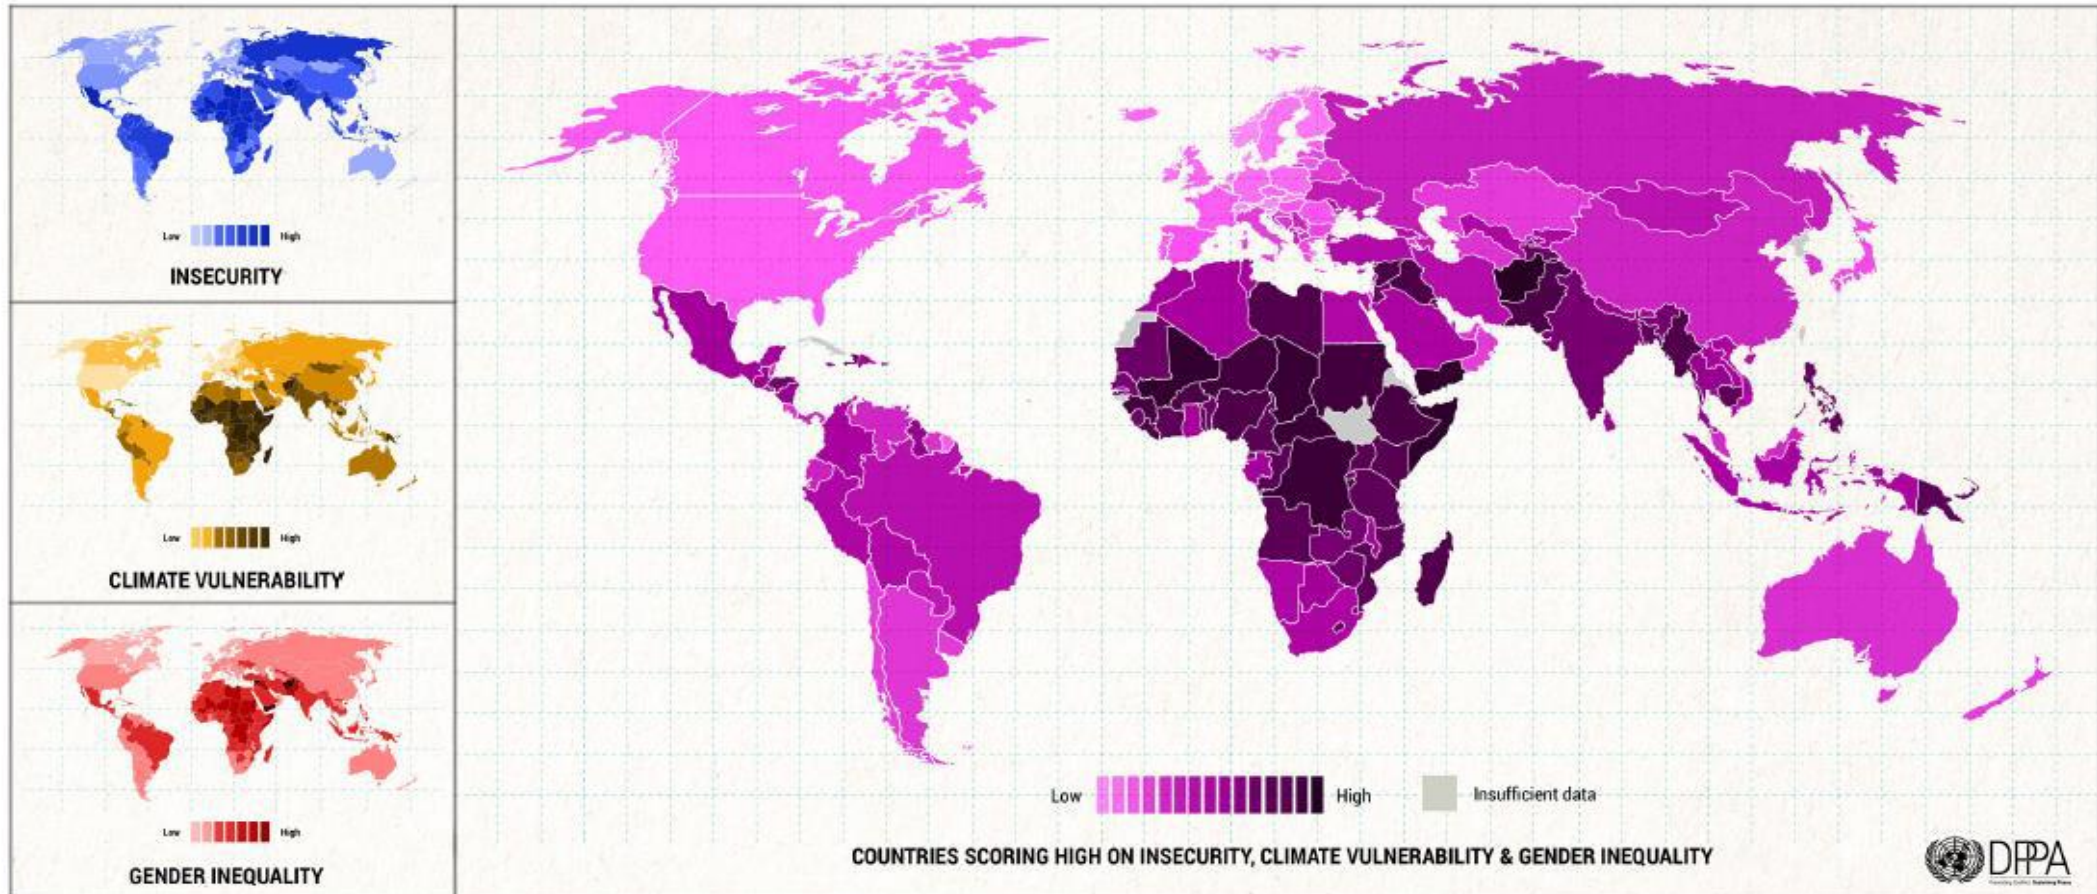 Low High
INSECURITY
Low High
CLIMATE VULNERABILITY
Low High
GENDER INEQUALITY
Low High Insufficient data
COUNTRIES SCORING HIGH ON INSECURITY, CLIMATE VULNERABILITY & GENDER INEQUALITY
DPPA